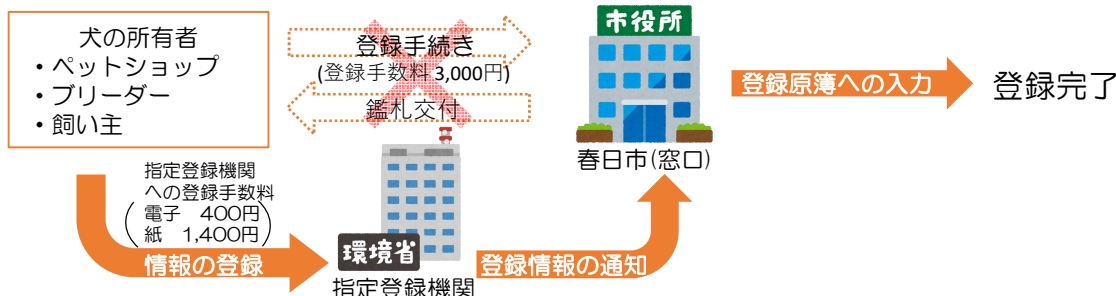 犬の所有者
・ペットショップ
・ブリーダー
・飼い主
登録手続き
(登録手数料 3,000円)
鑑札交付
市役所
春日市(窓口)
登録原簿への入力
登録完了
指定登録機関
への登録手数料
電子　400円
紙　1,400円
情報の登録
環境省
指定登録機関
登録情報の通知